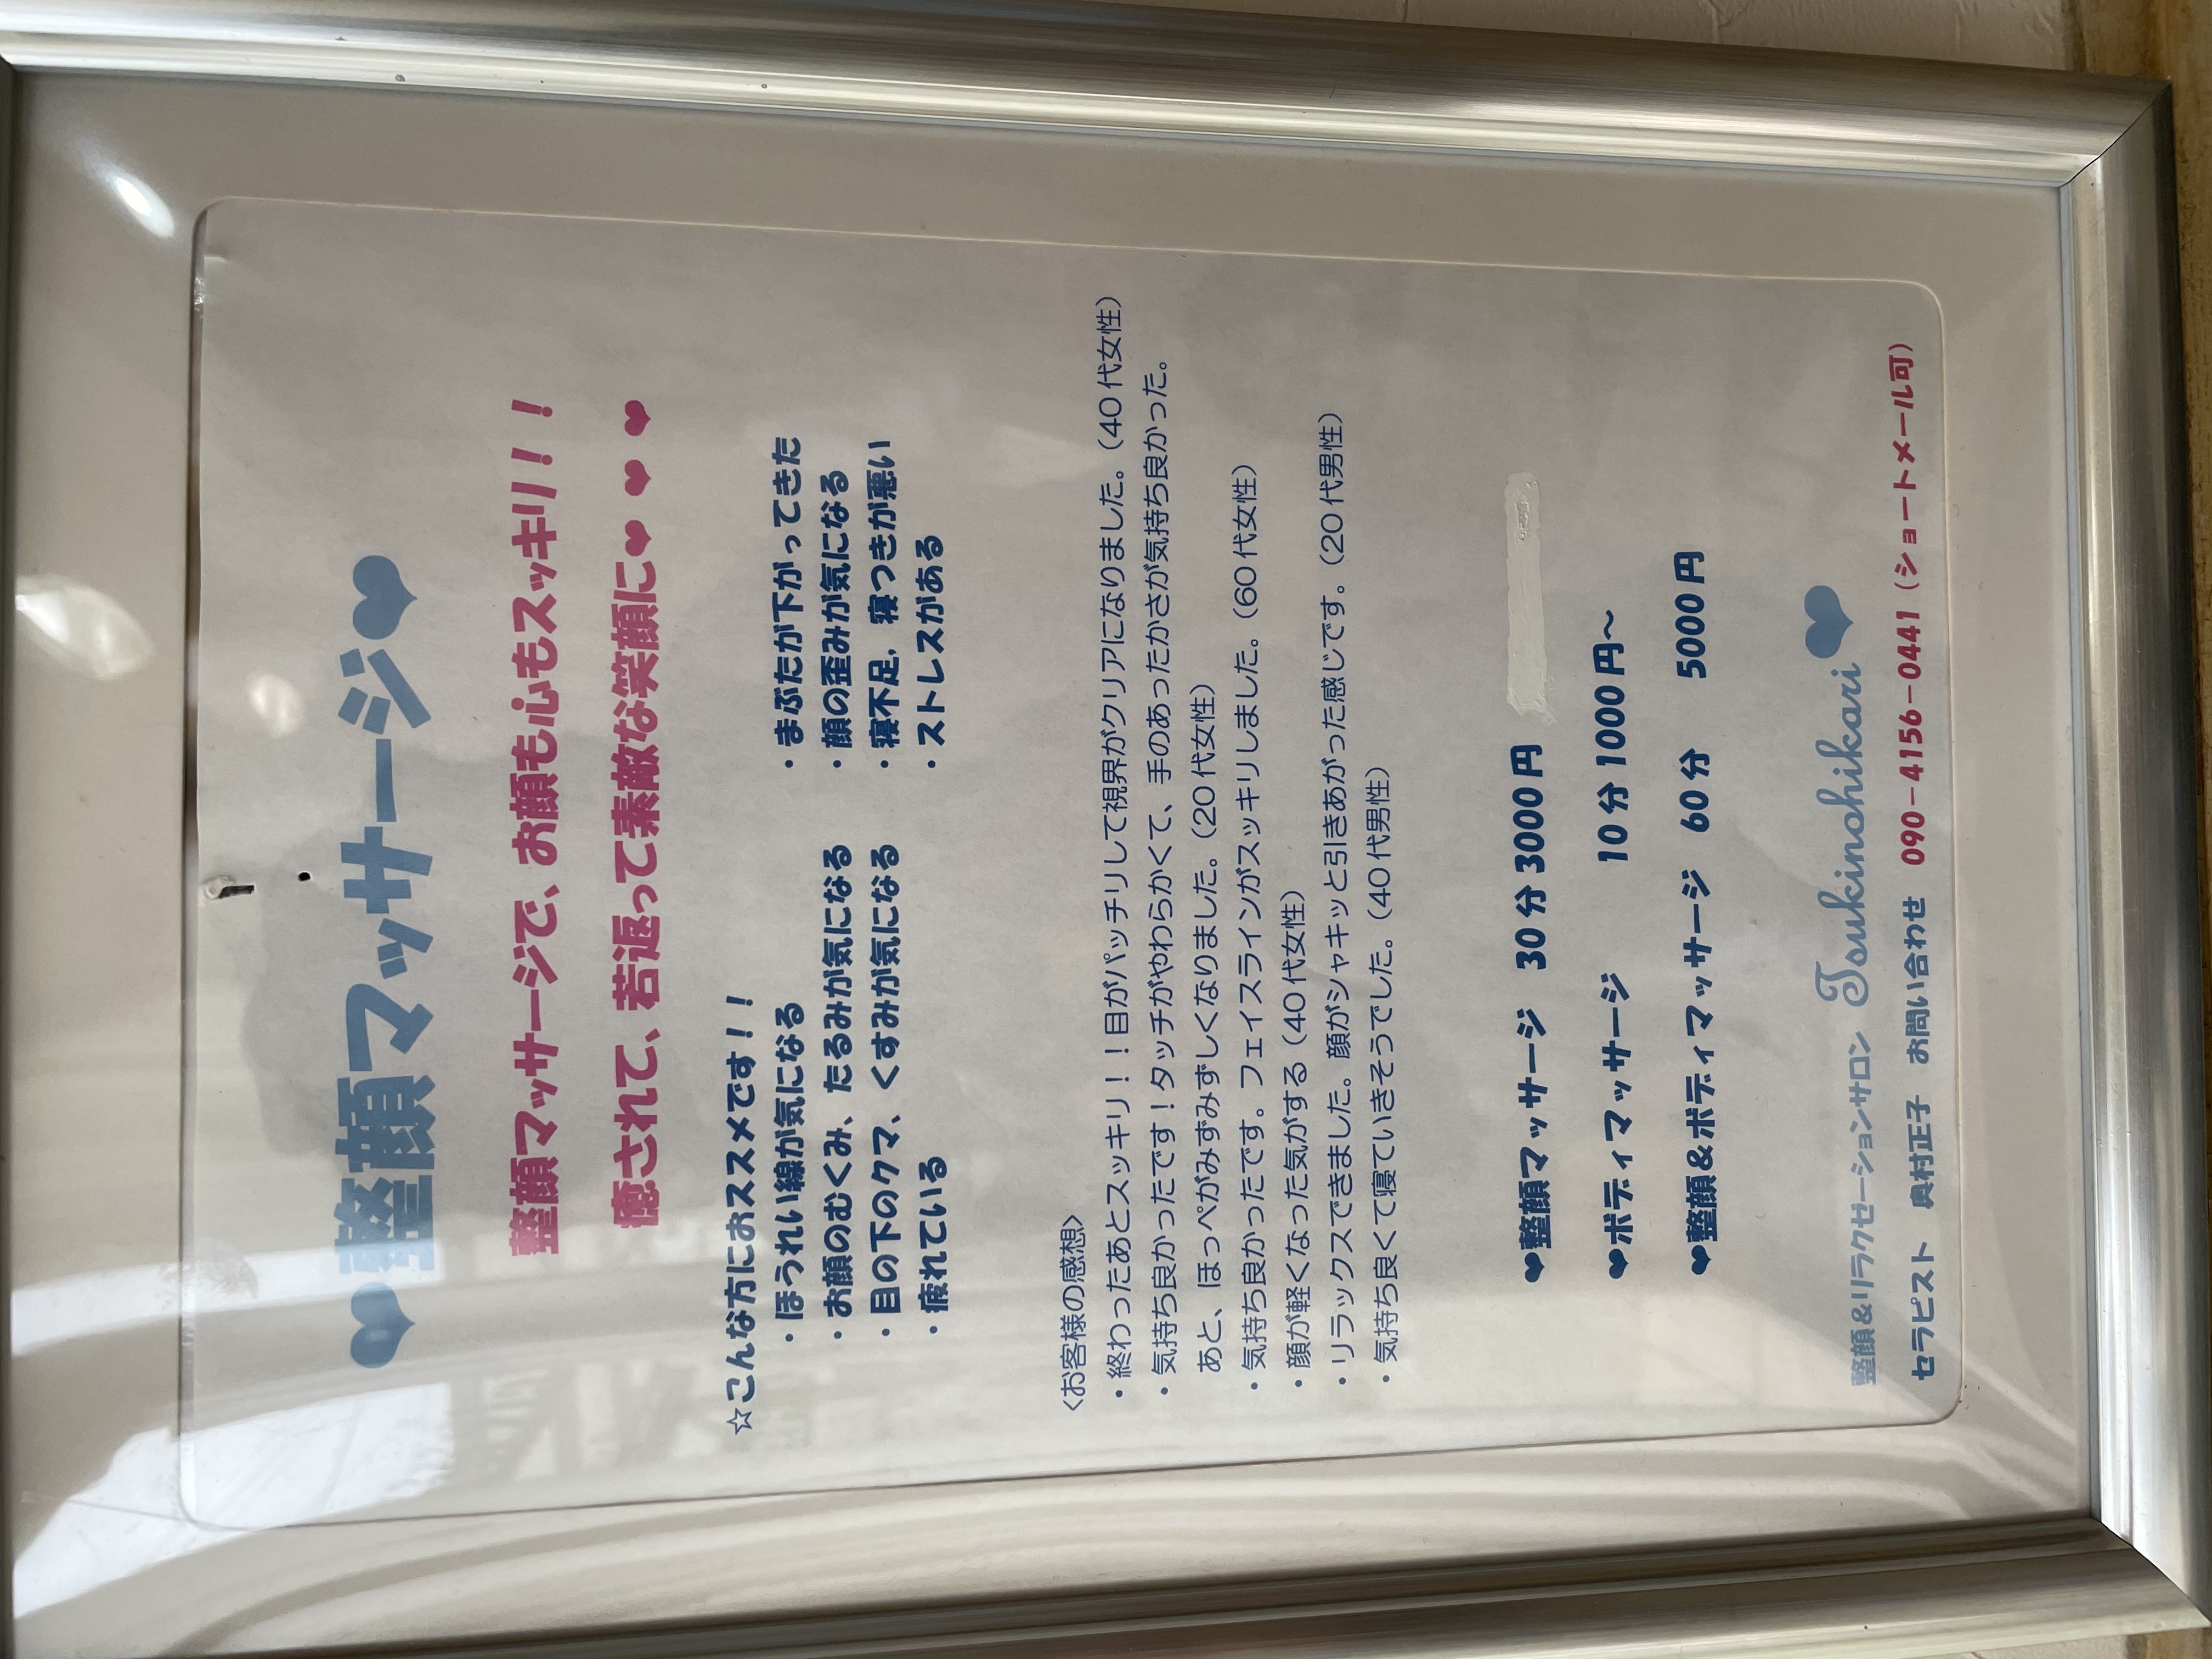 ❤整顔マッサージ❤
整顔マッサージで、お顔も心もスッキリ！！
癒されて、若返って素敵な笑顔に❤ ❤ ❤
☆こんな方におススメです！！
・ほうれい線が気になる ・まぶたが下がってきた
・お顔のむくみ、たるみが気になる ・顔の歪みが気になる
・目の下のクマ、くすみが気になる ・寝不足，寝つきが悪い
・疲れている ・ストレスがある
<お客様の感想>
・終わったあとスッキリ！！目がパッチリして視界がクリアになりました。（40代女性）
・気持ち良かったです！タッチがやわらかくて、手のあったかさが気持ち良かった。
あと、ほっぺがみずみずしくなりました。（20代女性）
・気持ち良かったです。フェイスラインがスッキリしました。（60代女性）
・顔が軽くなった気がする（40代女性）
・リラックスできました。顔がシャキッと引きあがった感じです。（20代男性）
・気持ち良くて寝ていきそうでした。（40代男性）
❤整顔マッサージ 30分3000円
❤ボディマッサージ 10分1000円～
❤整顔＆ボディマッサージ 60分 5000円
整顔＆リラクゼーションサロン Tsukinohikari❤
セラピスト 奥村正子 お問い合わせ 090－4156－0441（ショートメール可）